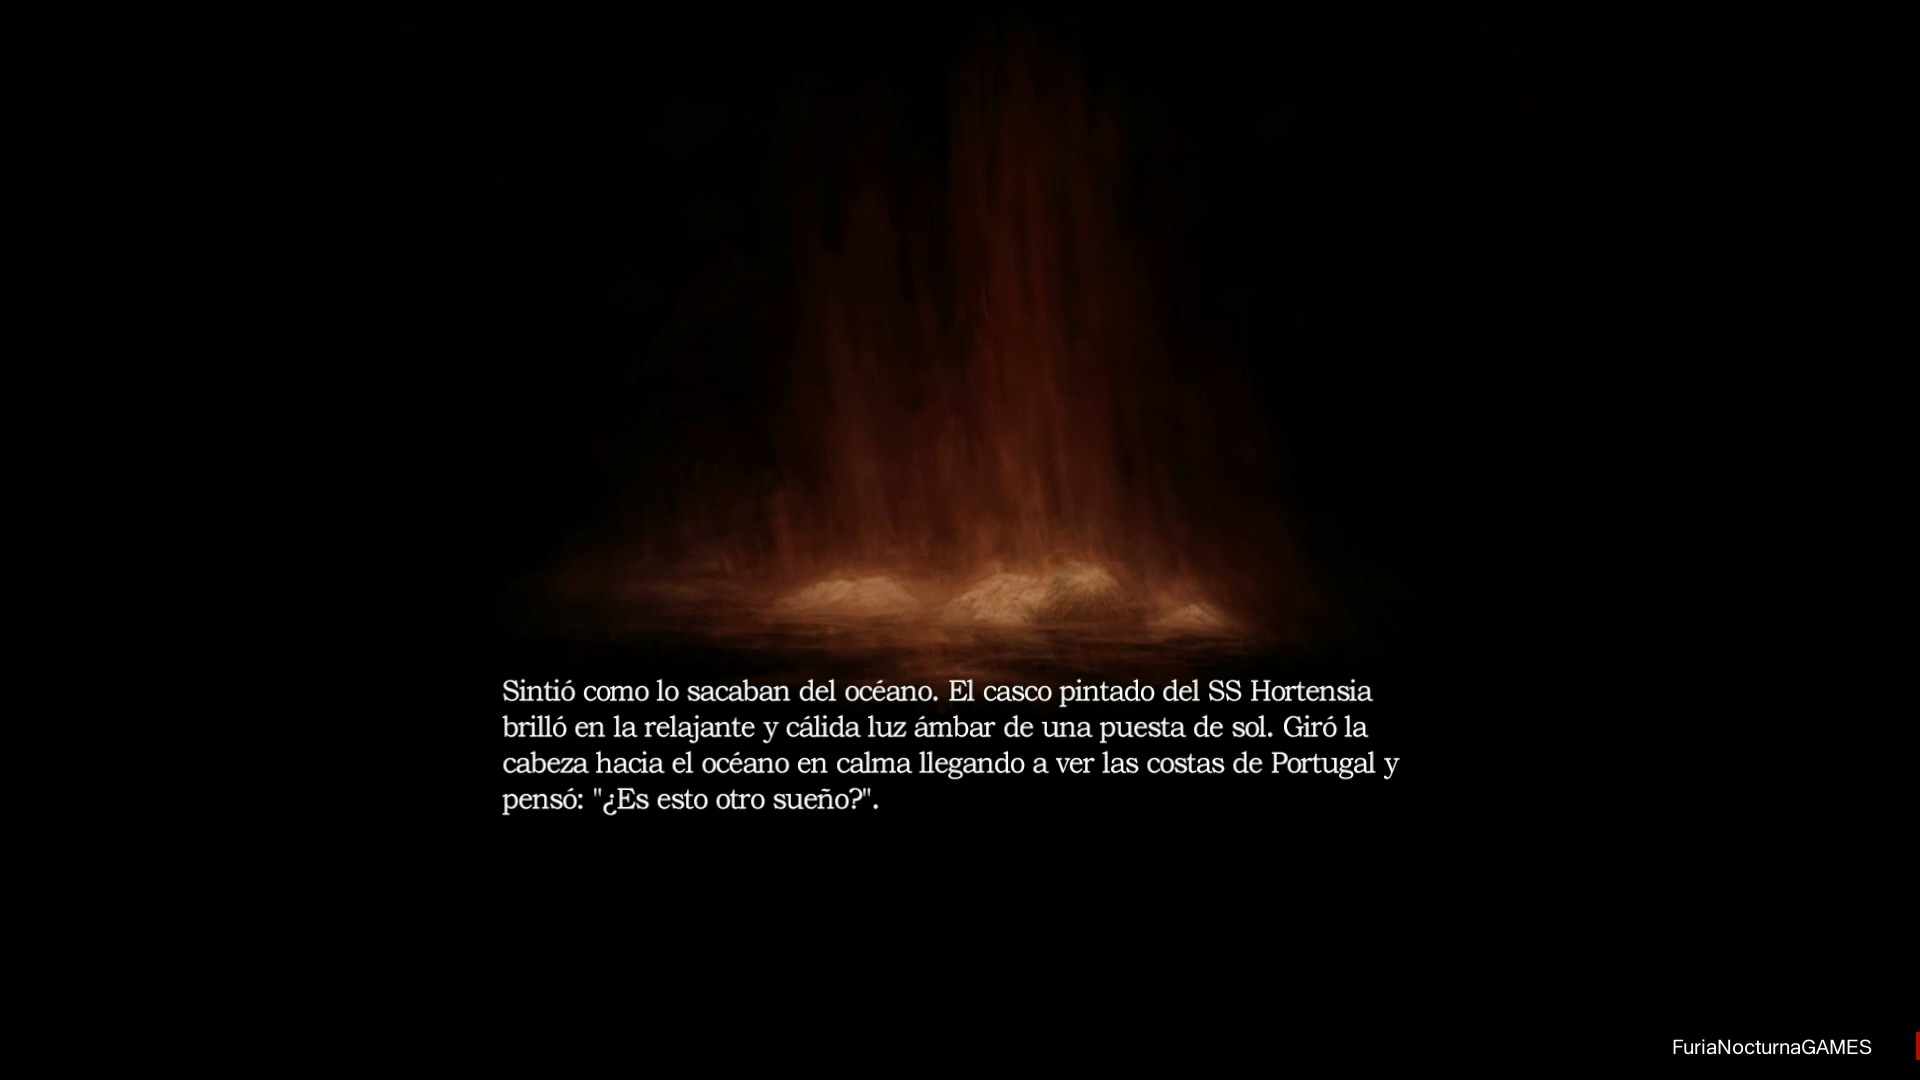 Sintió como lo sacaban del océano. El casco pintado del SS Hortensia
brilló en la relajante y cálida luz ámbar de una puesta de sol. Giró la
cabeza hacia el océano en calma llegando a ver las costas de Portugal y
pensó: "¿Es esto otro sueño?".
FuriaNocturnaGAMES